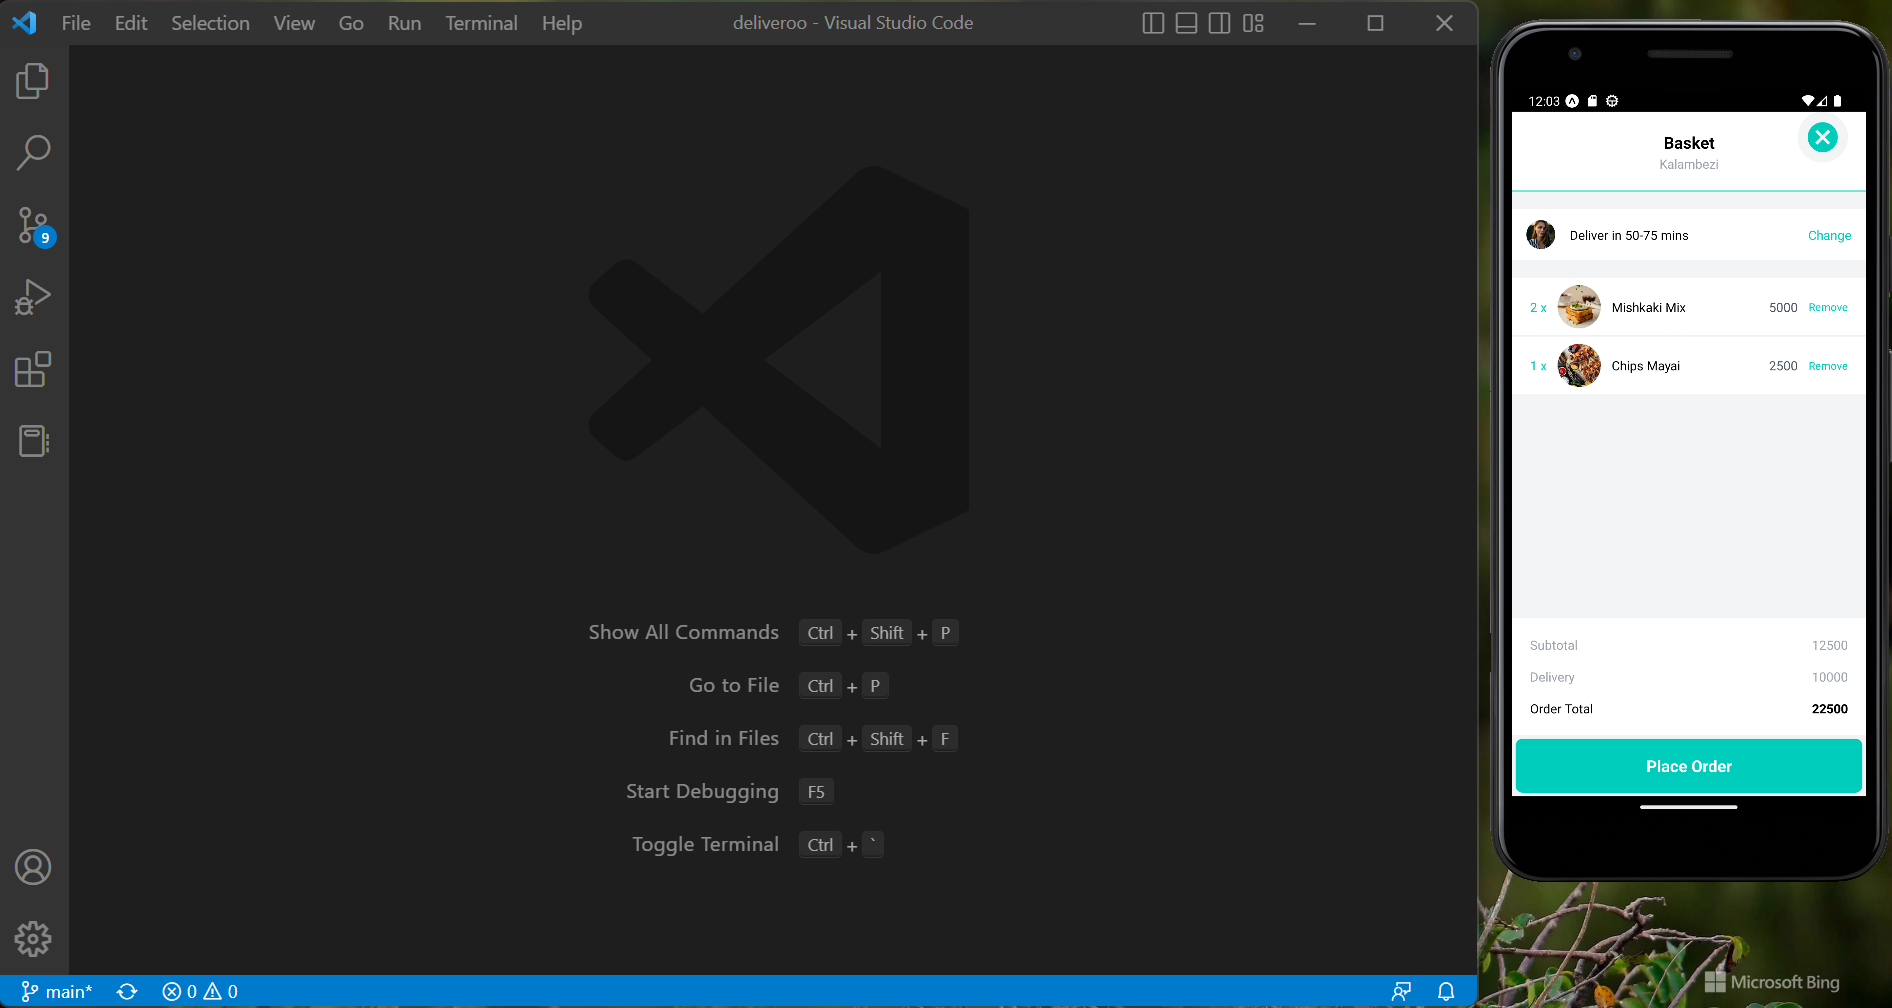 File Edit Selection View Go Run Terminal Help deliveroo - Visual Studio Code
9
Show All Commands Ctrl + Shift + P
Go to File Ctrl + P
Find in Files Ctrl + Shift + F
Start Debugging F5
Toggle Terminal Ctrl + `
main* 0 0
12:03
Basket
Kalambezi
Deliver in 50-75 mins Change
2 x Mishkaki Mix 5000 Remove
1 x Chips Mayai 2500 Remove
Subtotal 12500
Delivery 10000
Order Total 22500
Place Order
Microsoft Bing